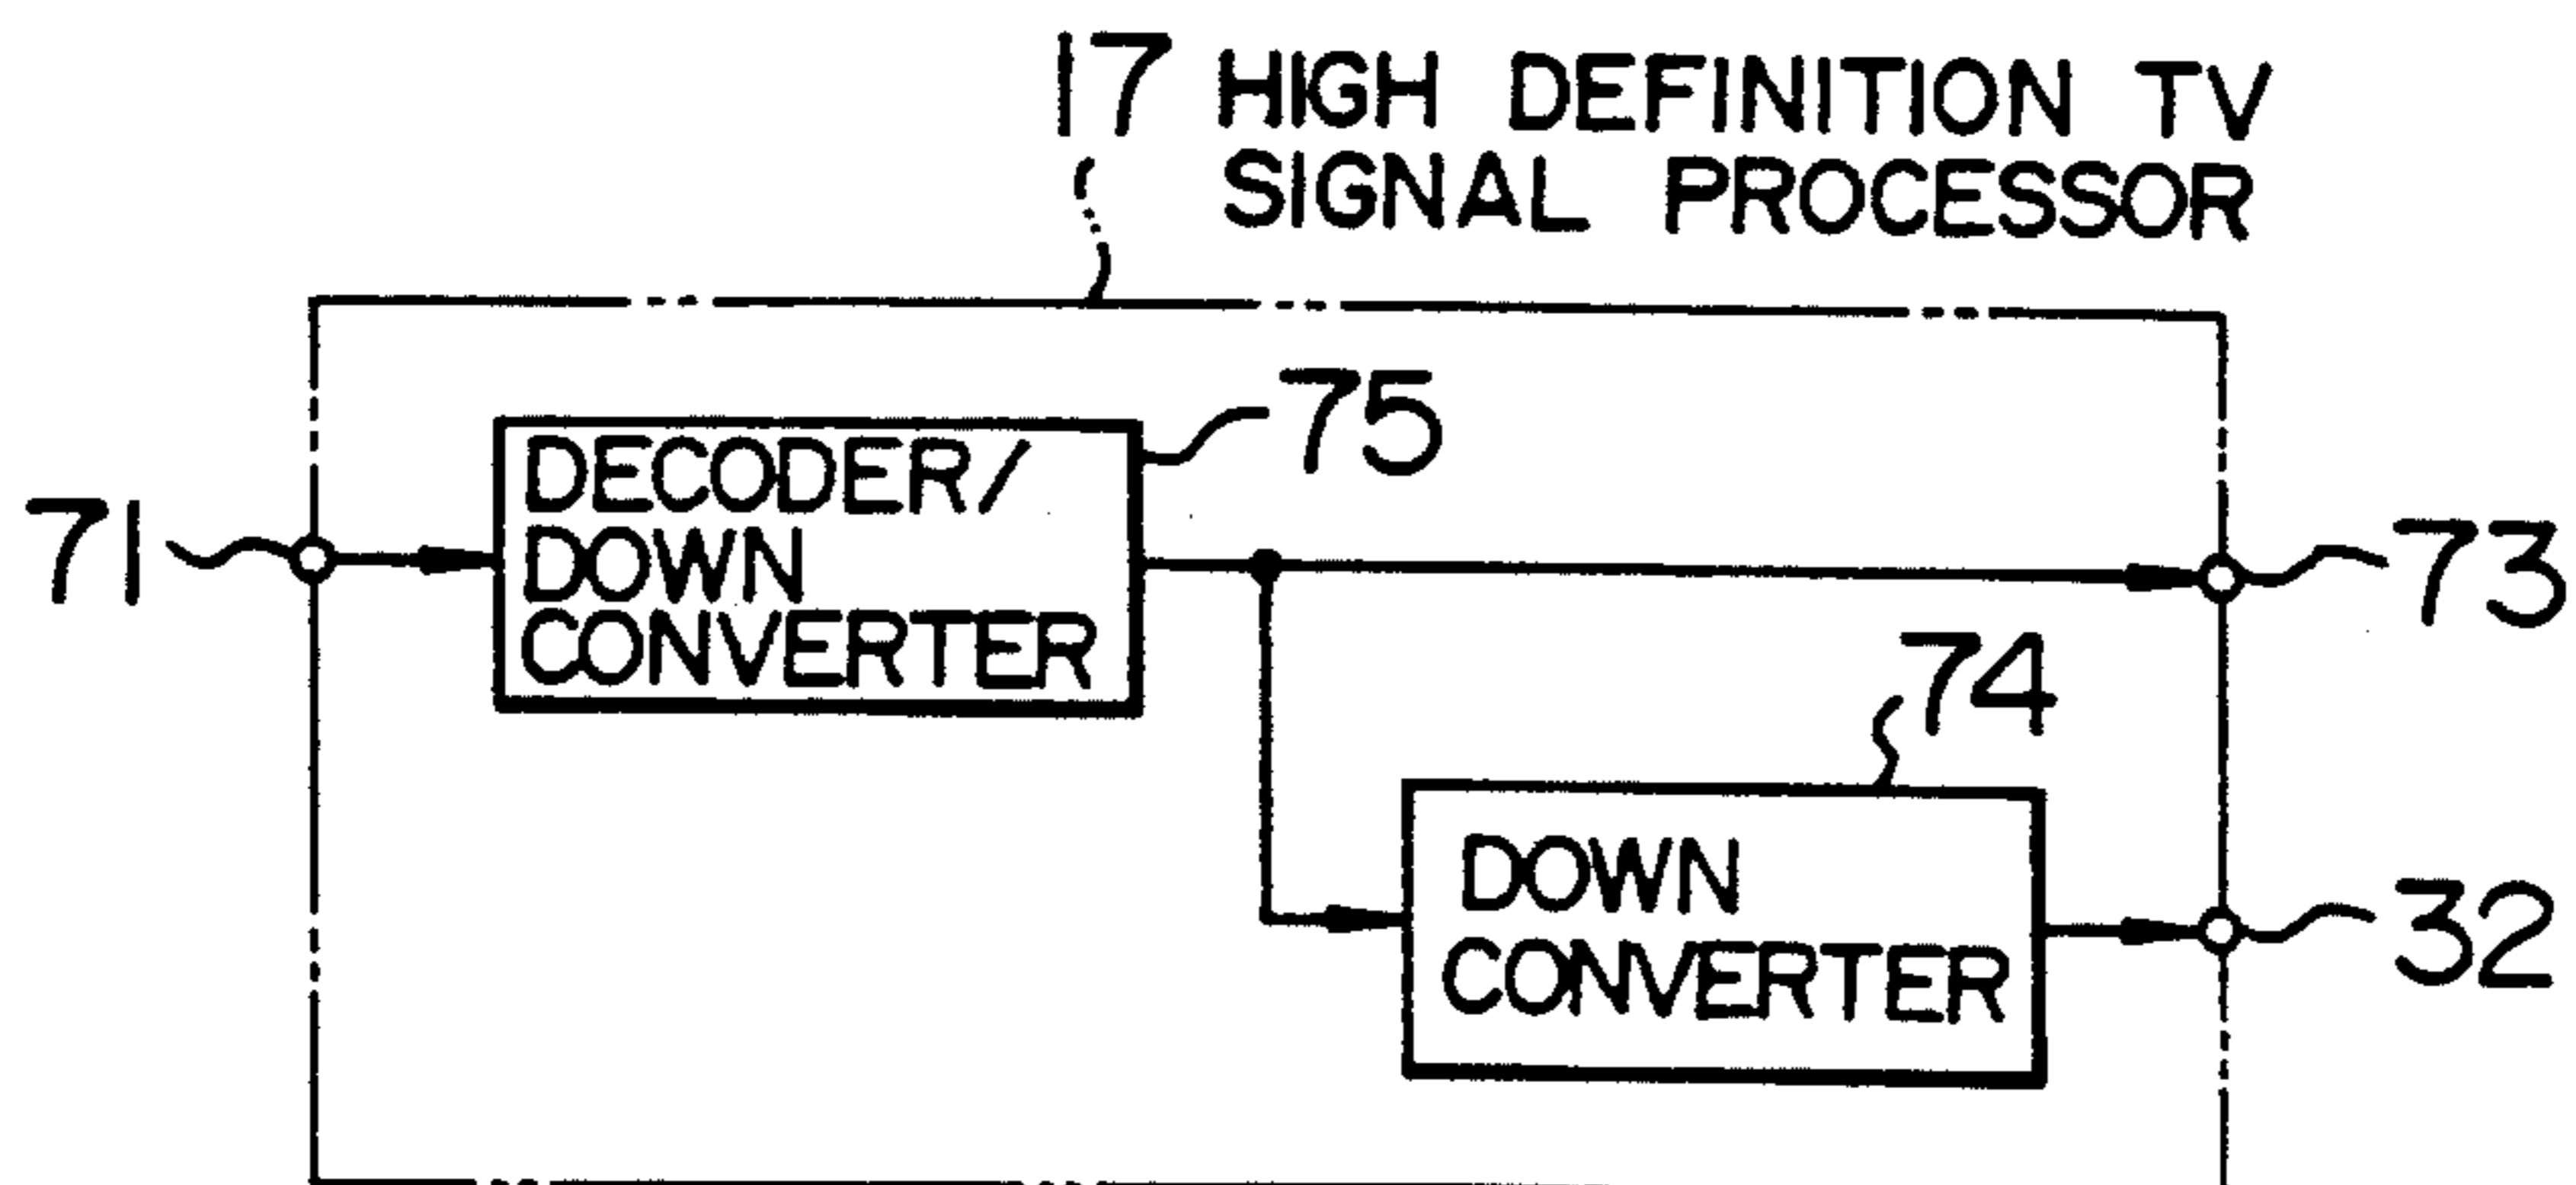 17 HIGH DEFINITION TV
SIGNAL PROCESSOR
75
DECODER/
DOWN
CONVERTER
71
73
74
DOWN
CONVERTER
32